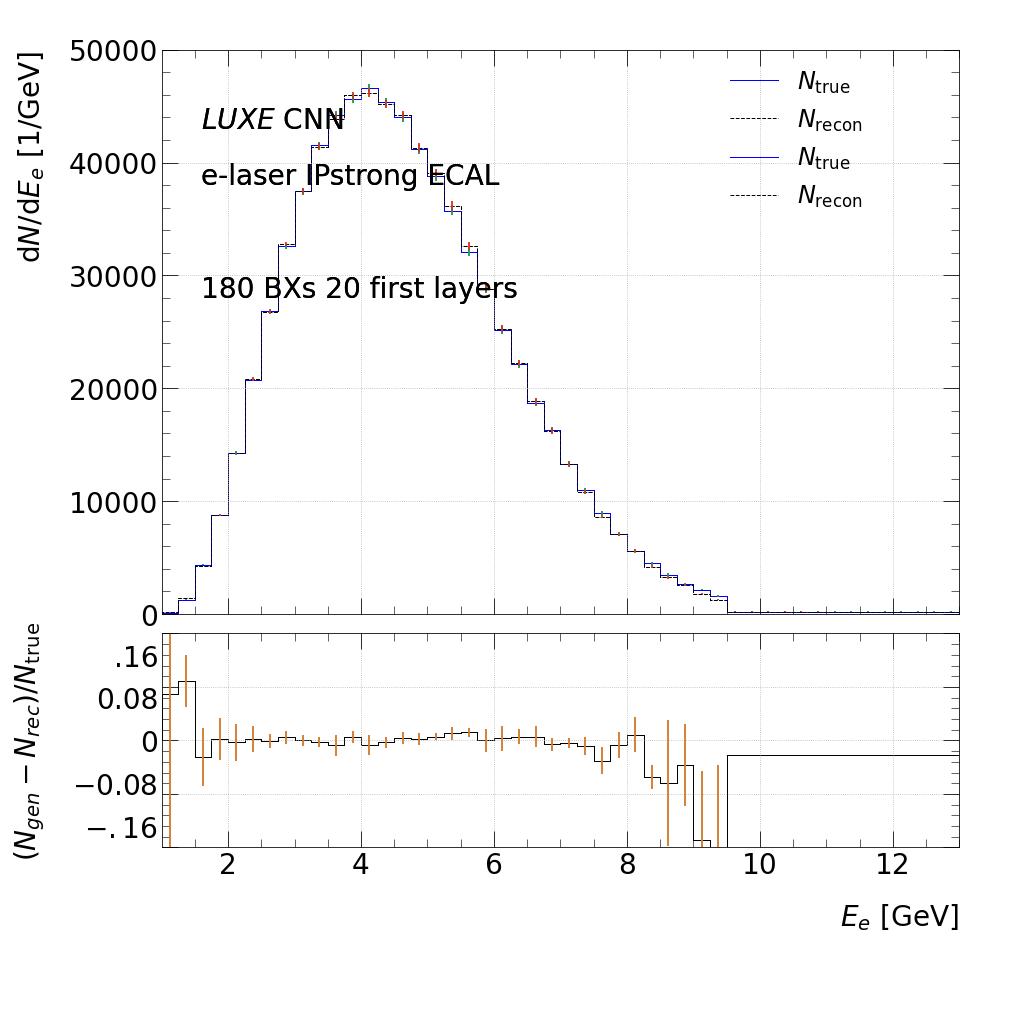 50000
40000
30000
20000
10000
0
dN/dE_e [1/GeV]
LUXE CNN
e-laser IPstrong ECAL
180 BXs 20 first layers
N_true
N_recon
N_true
N_recon
.16
0.08
0
−0.08
−.16
(N_gen − N_rec)/N_true
2 4 6 8 10 12
E_e [GeV]